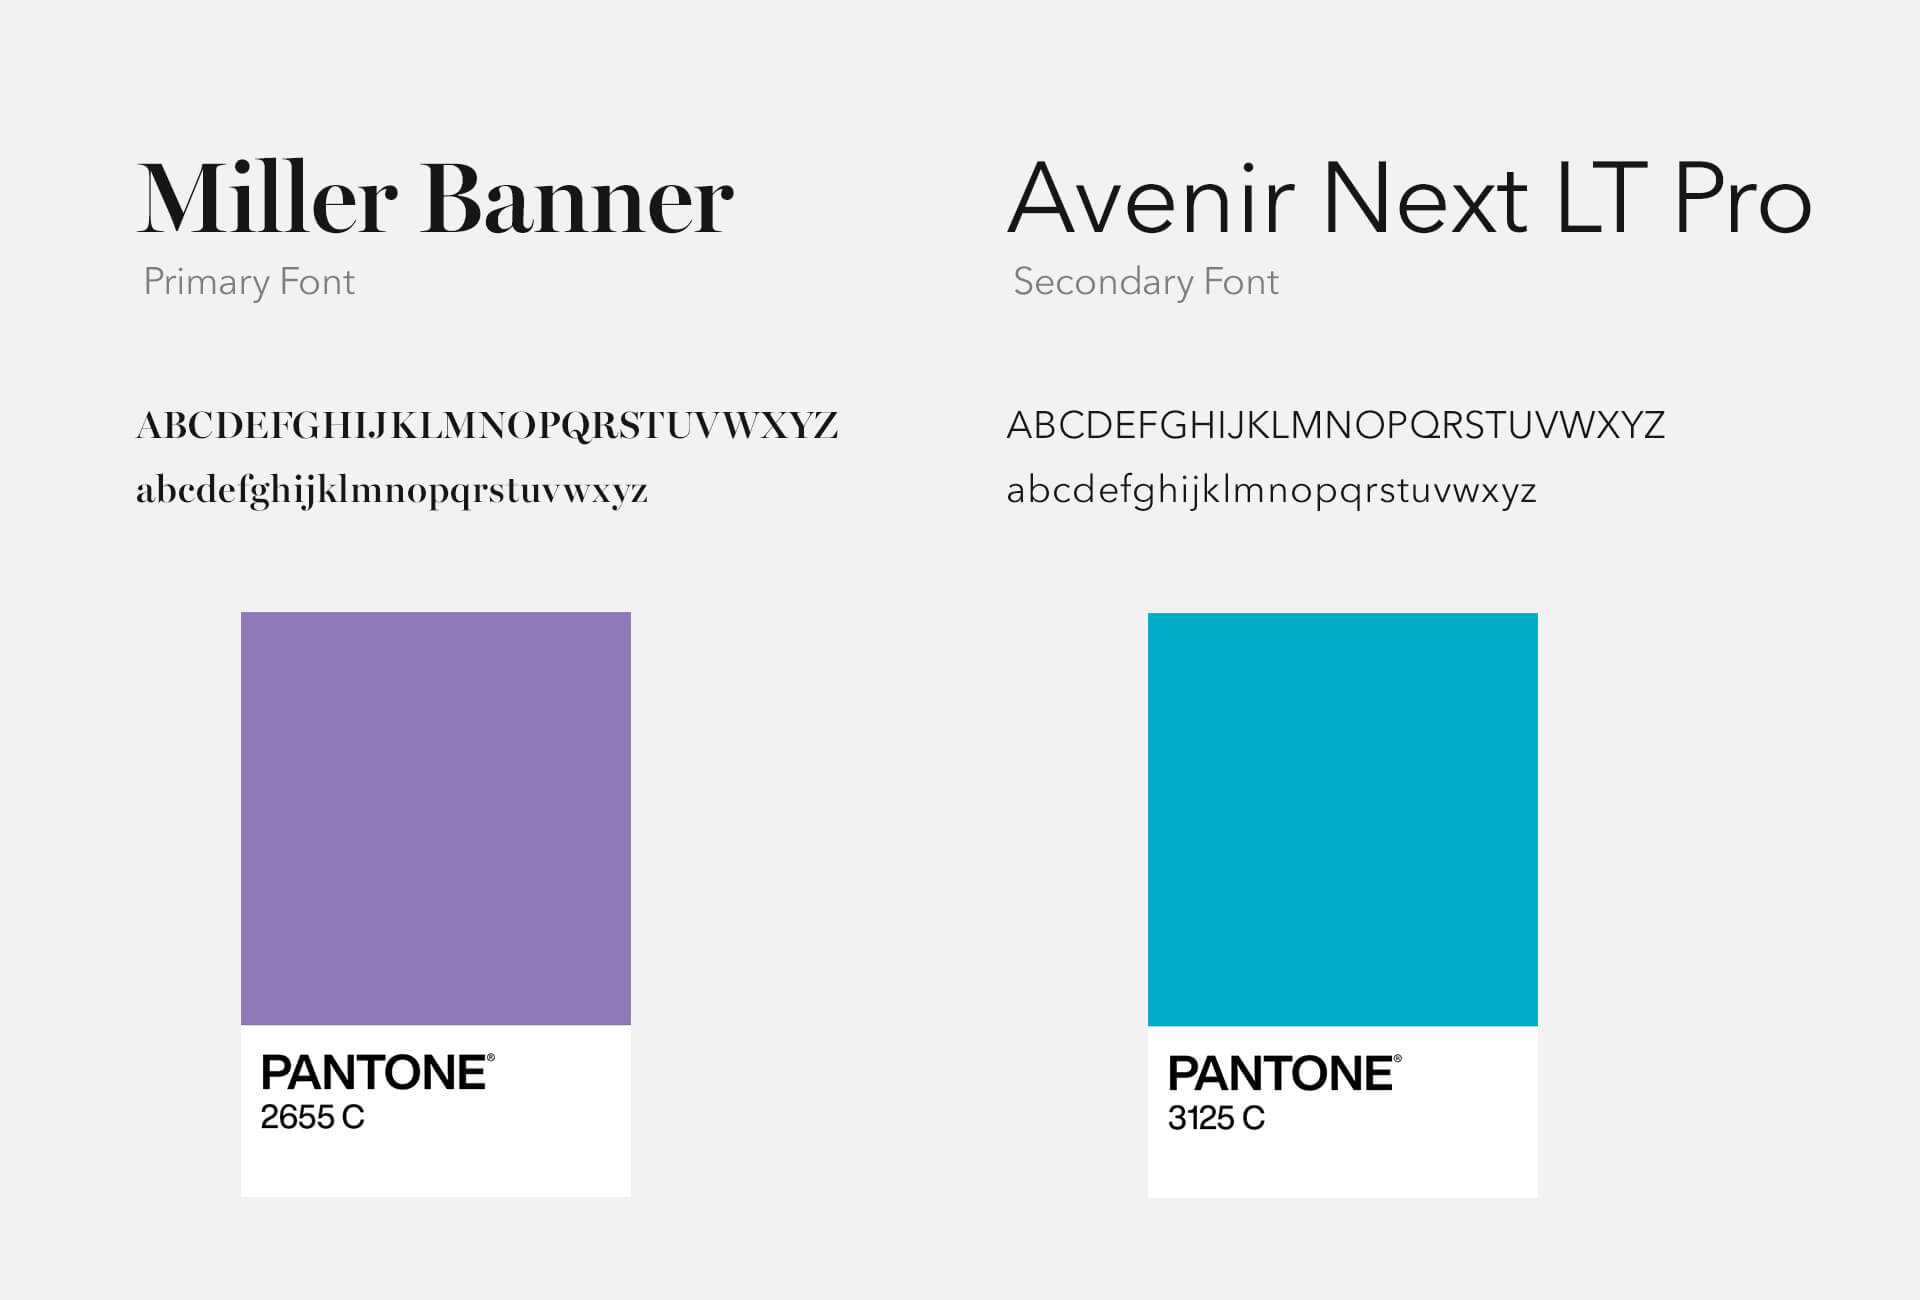 Miller Banner
Primary Font
ABCDEFGHIJKLMNOPQRSTUVWXYZ
abcdefghijklmnopqrstuvwxyz
Avenir Next LT Pro
Secondary Font
ABCDEFGHIJKLMNOPQRSTUVWXYZ
abcdefghijklmnopqrstuvwxyz
PANTONE®
2655 C
PANTONE®
3125 C